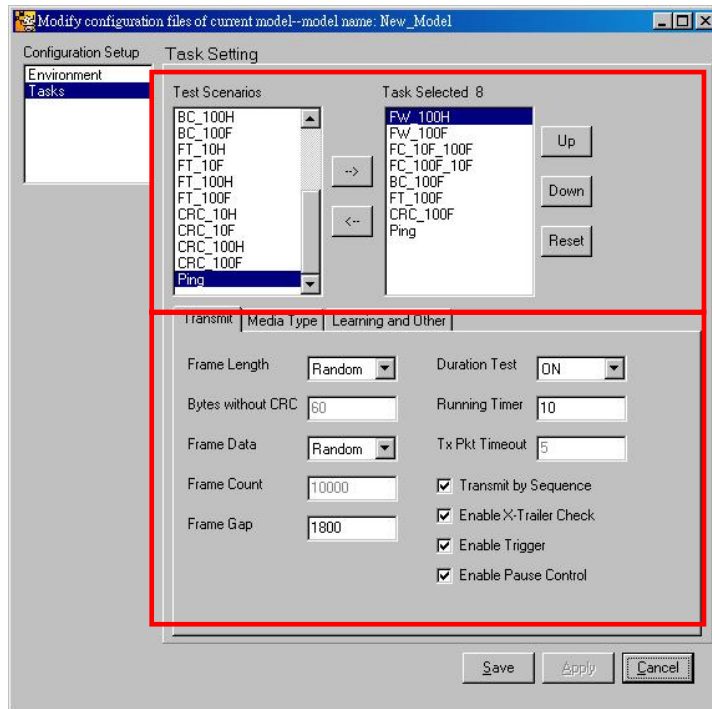 Modify configuration files of current model--model name: New_Model
Configuration Setup
Environment
Tasks
Task Setting
Test Scenarios
BC_100H
BC_100F
FT_10H
FT_10F
FT_100H
FT_100F
CRC_10H
CRC_10F
CRC_100H
CRC_100F
Ping
-->
<--
Task Selected 8
FW_100H
FW_100F
FC_10F_100F
FC_100F_10F
BC_100F
FT_100F
CRC_100F
Ping
Up
Down
Reset
Transmit
Media Type
Learning and Other
Frame Length
Random
Bytes without CRC
60
Frame Data
Random
Frame Count
10000
Frame Gap
1800
Duration Test
ON
Running Timer
10
Tx Pkt Timeout
5
Transmit by Sequence
Enable X-Trailer Check
Enable Trigger
Enable Pause Control
Save
Apply
Cancel